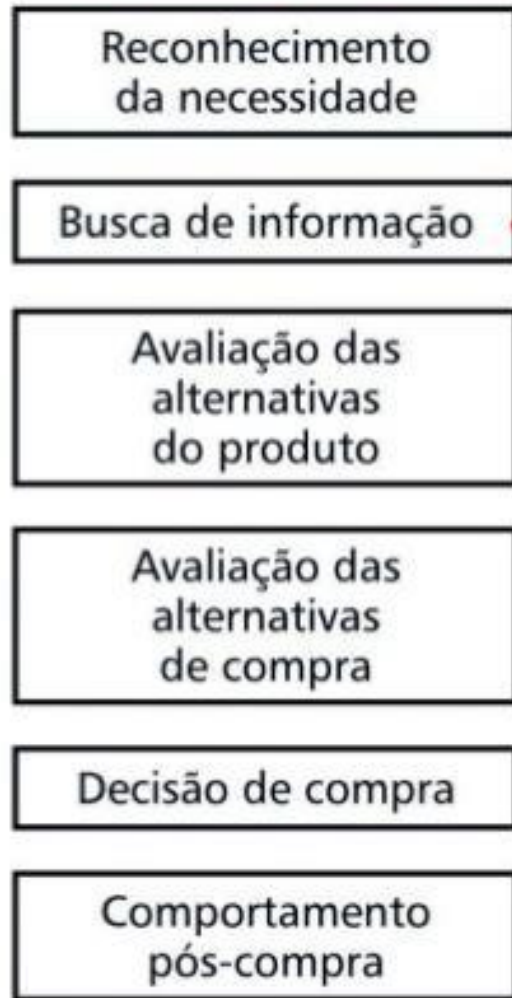 Reconhecimento
da necessidade
Busca de informação
Avaliação das
alternativas
do produto
Avaliação das
alternativas
de compra
Decisão de compra
Comportamento
pós-compra